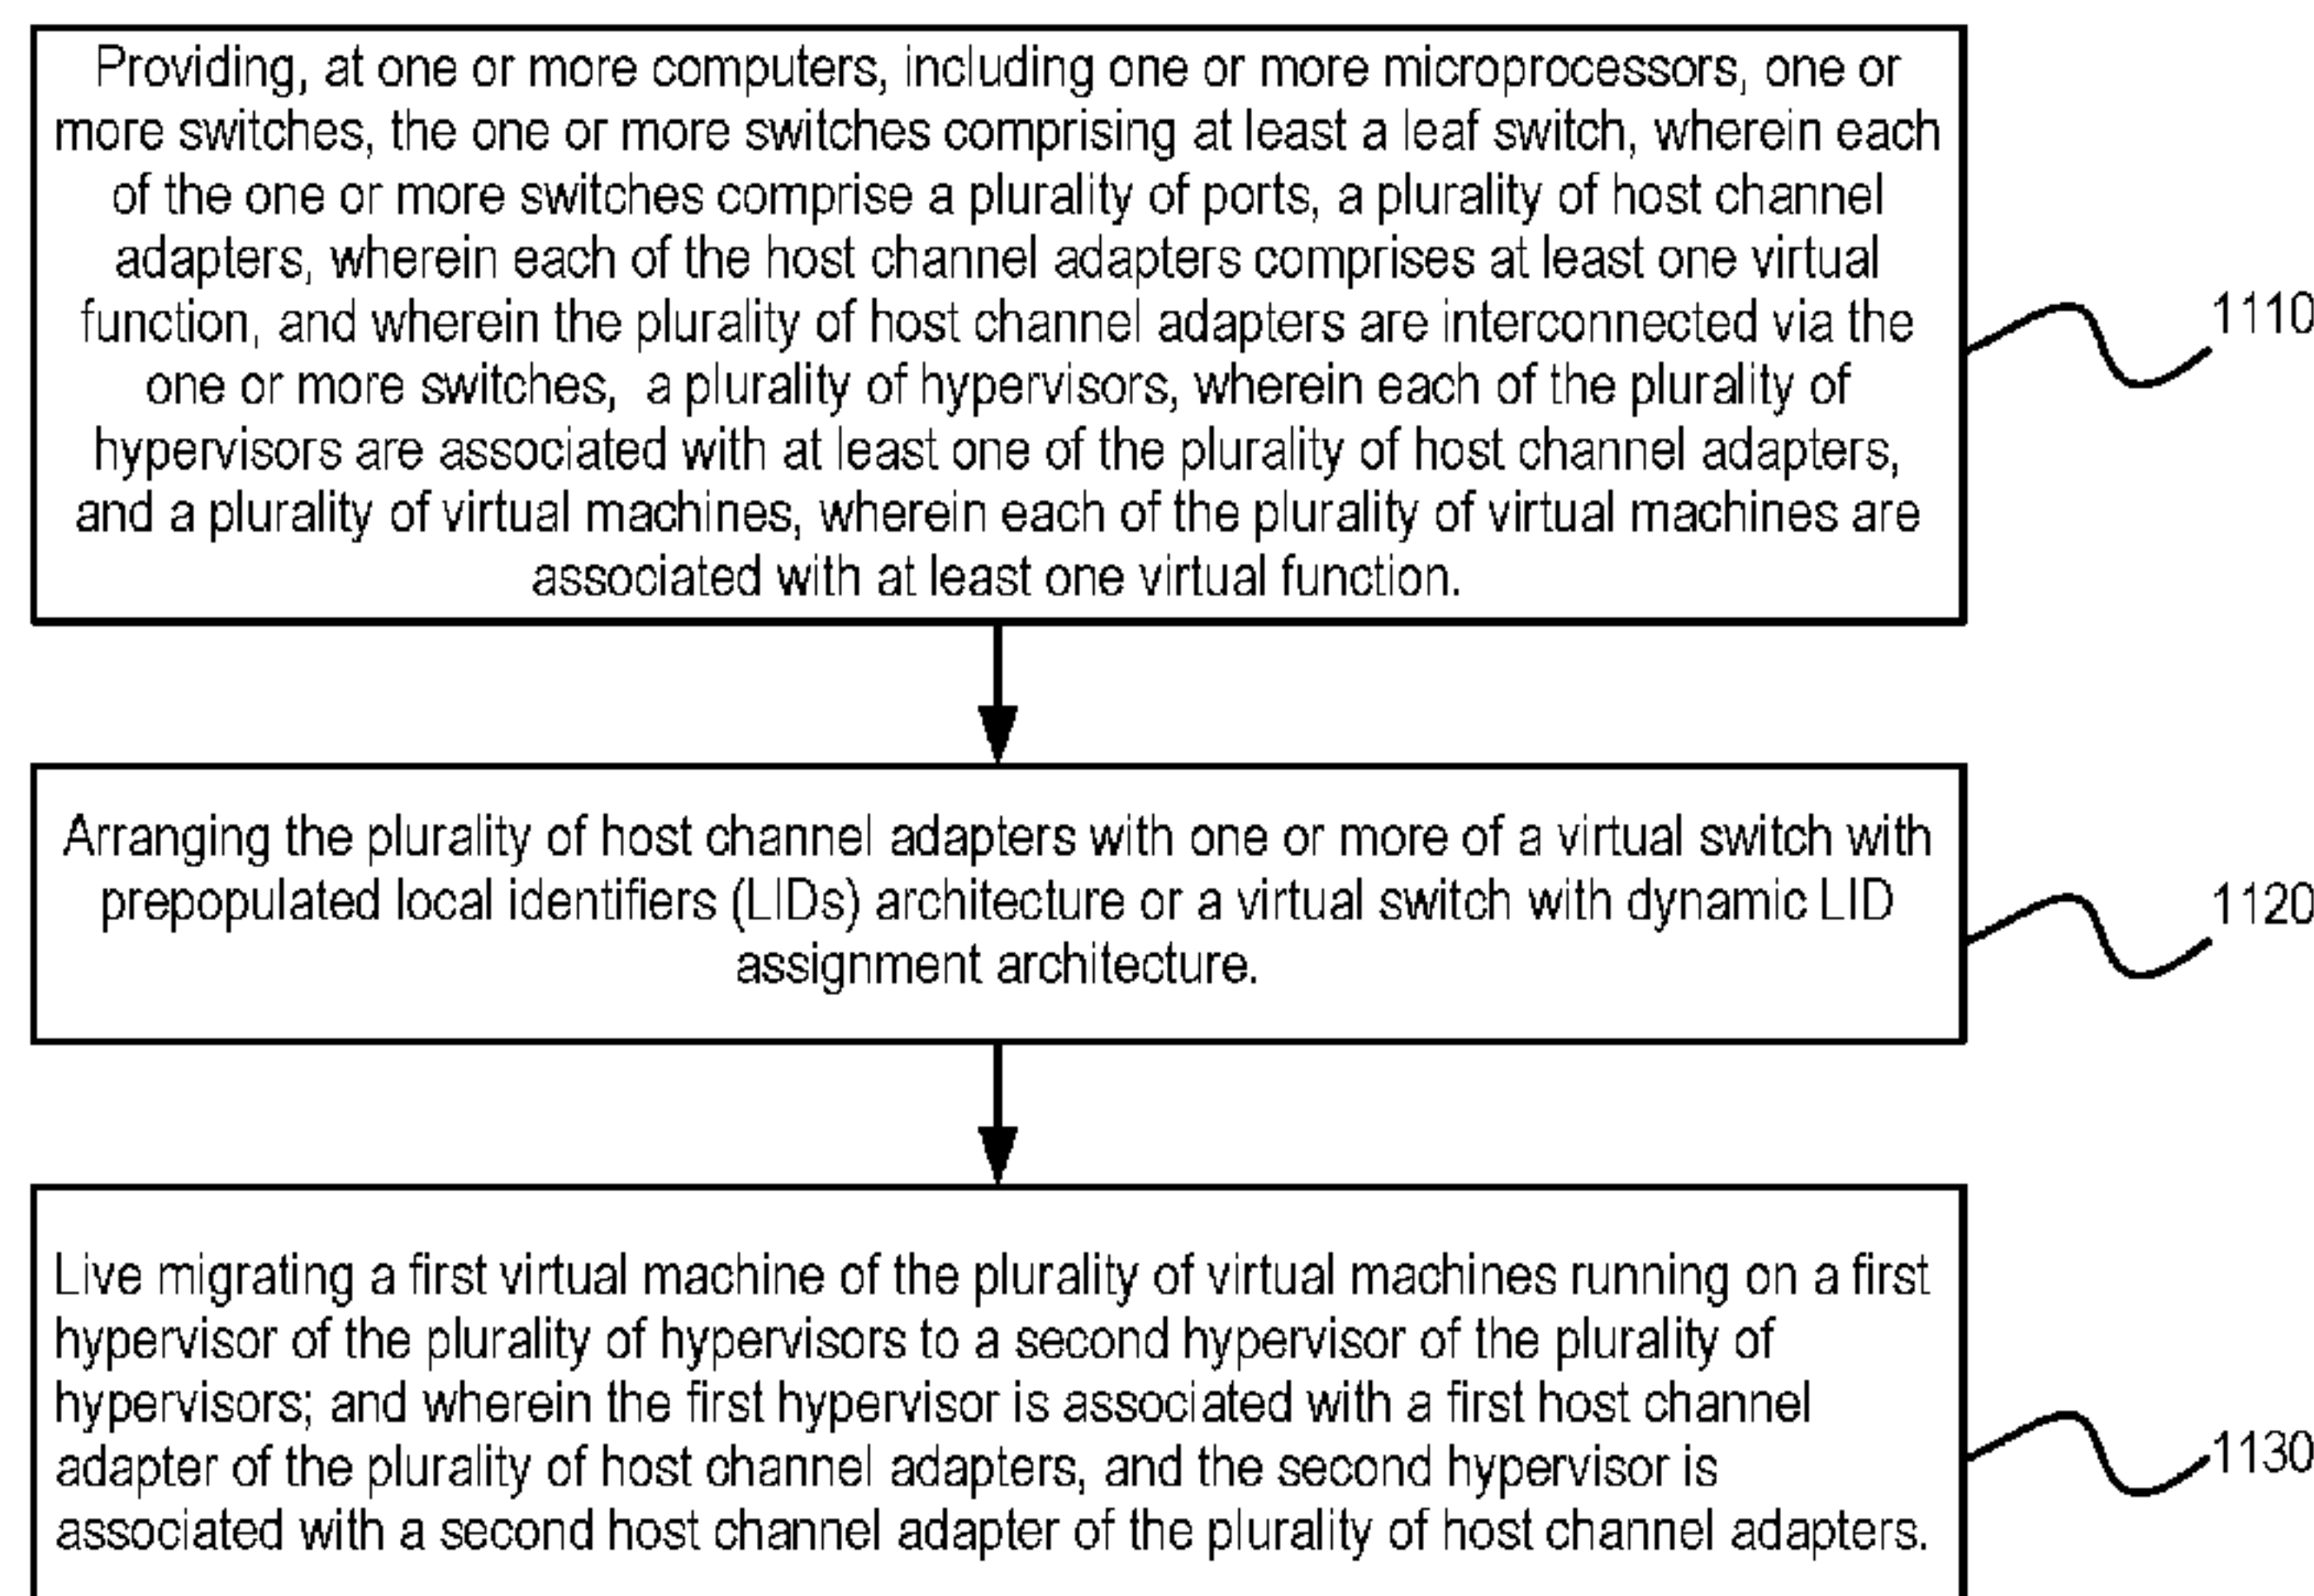 Providing, at one or more computers, including one or more microprocessors, one or
more switches, the one or more switches comprising at least a leaf switch, wherein each
of the one or more switches comprise a plurality of ports, a plurality of host channel
adapters, wherein each of the host channel adapters comprises at least one virtual
function, and wherein the plurality of host channel adapters are interconnected via the
one or more switches, a plurality of hypervisors, wherein each of the plurality of
hypervisors are associated with at least one of the plurality of host channel adapters,
and a plurality of virtual machines, wherein each of the plurality of virtual machines are
associated with at least one virtual function.
1110
Arranging the plurality of host channel adapters with one or more of a virtual switch with
prepopulated local identifiers (LIDs) architecture or a virtual switch with dynamic LID
assignment architecture.
1120
Live migrating a first virtual machine of the plurality of virtual machines running on a first
hypervisor of the plurality of hypervisors to a second hypervisor of the plurality of
hypervisors; and wherein the first hypervisor is associated with a first host channel
adapter of the plurality of host channel adapters, and the second hypervisor is
associated with a second host channel adapter of the plurality of host channel adapters.
1130